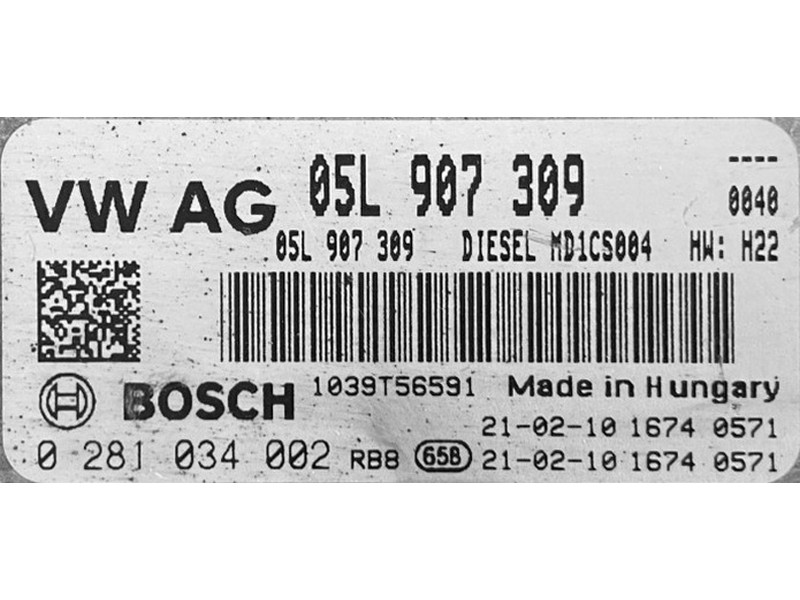 VW AG 05L 907 309 ----
0040
05L 907 309 DIESEL MD1CS004 HW: H22
BOSCH 1039T56591 Made in Hungary
21-02-10 1674 0571
0 281 034 002 RB8 65B 21-02-10 1674 0571